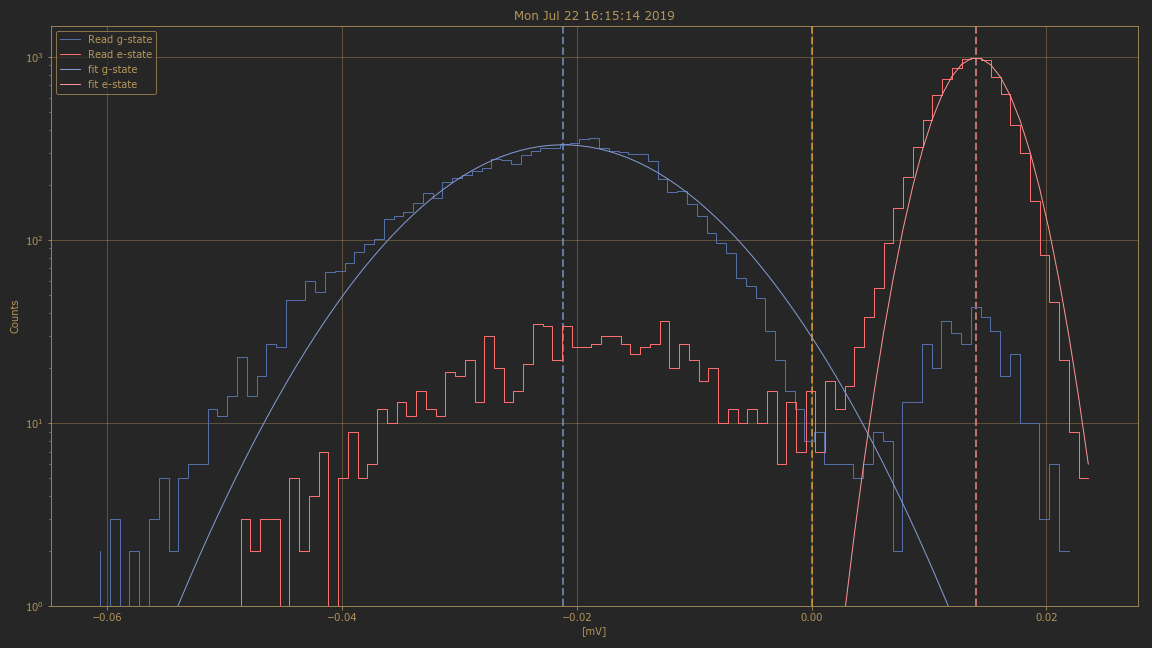 Mon Jul 22 16:15:14 2019
Read g-state
Read e-state
fit g-state
fit e-state
Counts
10³
10²
10¹
10⁰
−0.06 −0.04 −0.02 0.00 0.02
[mV]